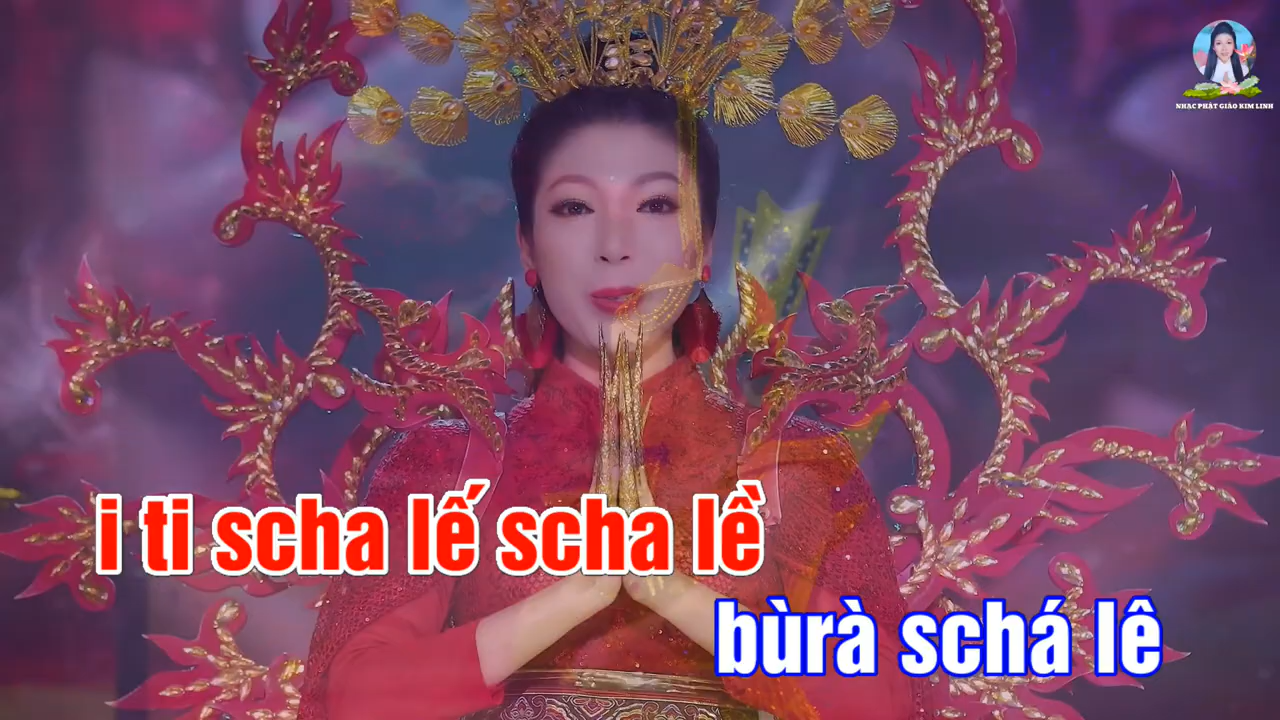 NHẠC PHẬT GIÁO KIM LINH
i ti scha lế scha lề
bùrà schá lê